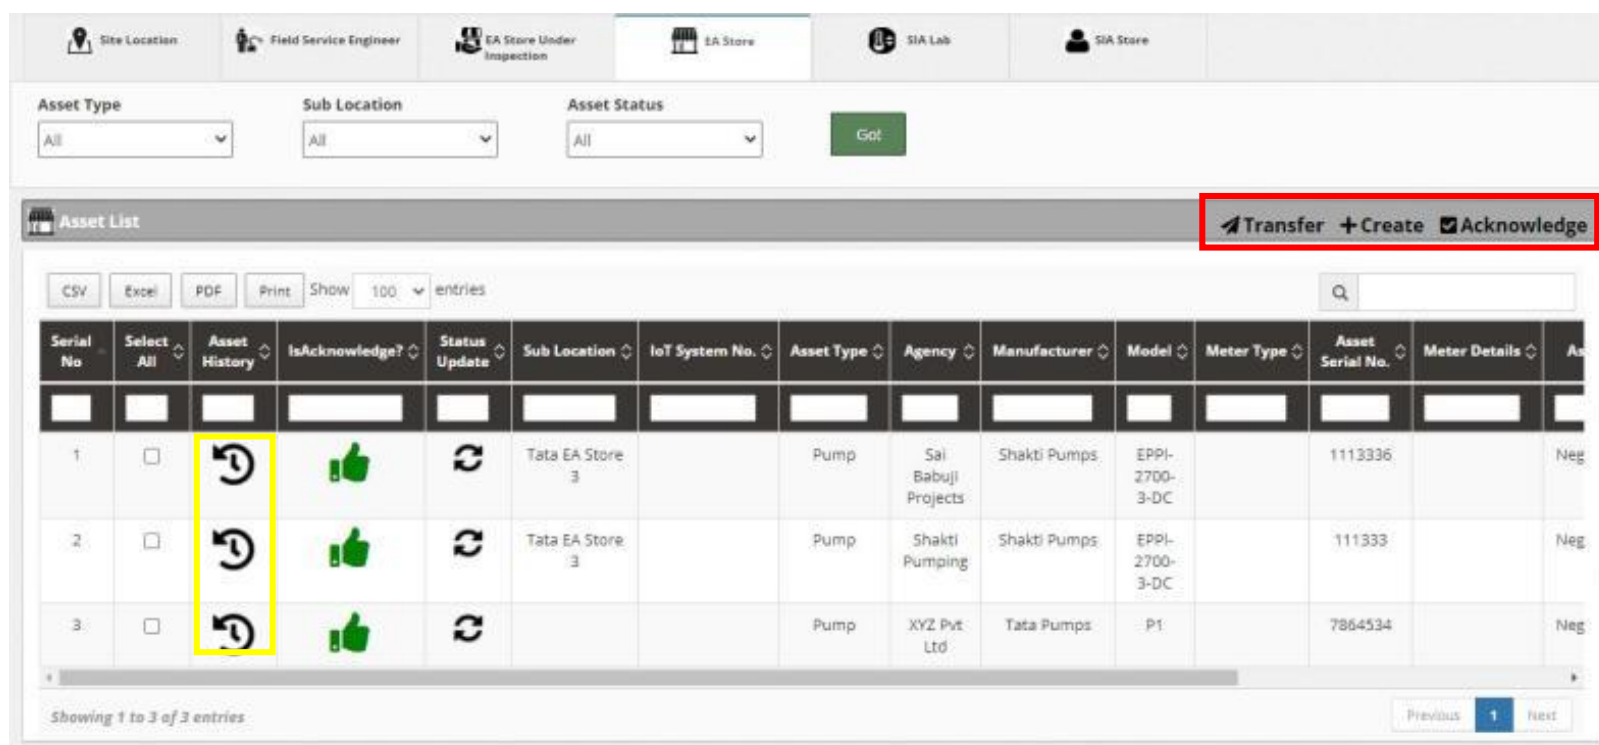 Site Location
Field Service Engineer
EA Store Under
Inspection
EA Store
SIA Lab
SIA Store
Asset Type
Sub Location
Asset Status
All
All
All
Go!
Asset List
Transfer
Create
Acknowledge
CSV
Excel
PDF
Print
Show 100 entries
Serial No
Select All
Asset History
IsAcknowledge?
Status Update
Sub Location
IoT System No.
Asset Type
Agency
Manufacturer
Model
Meter Type
Asset Serial No.
Meter Details
As
1 Tata EA Store Pump Sai Shakti Pumps EPPI- 1113336 Neg
3 Babuji 2700-
Projects 3-DC
2 Tata EA Store Pump Shakti Shakti Pumps EPPI- 111333 Neg
3 Pumping 2700-
3-DC
3 Pump XYZ Pvt Tata Pumps P1 7864534 Neg
Ltd
Showing 1 to 3 of 3 entries
Previous 1 Next